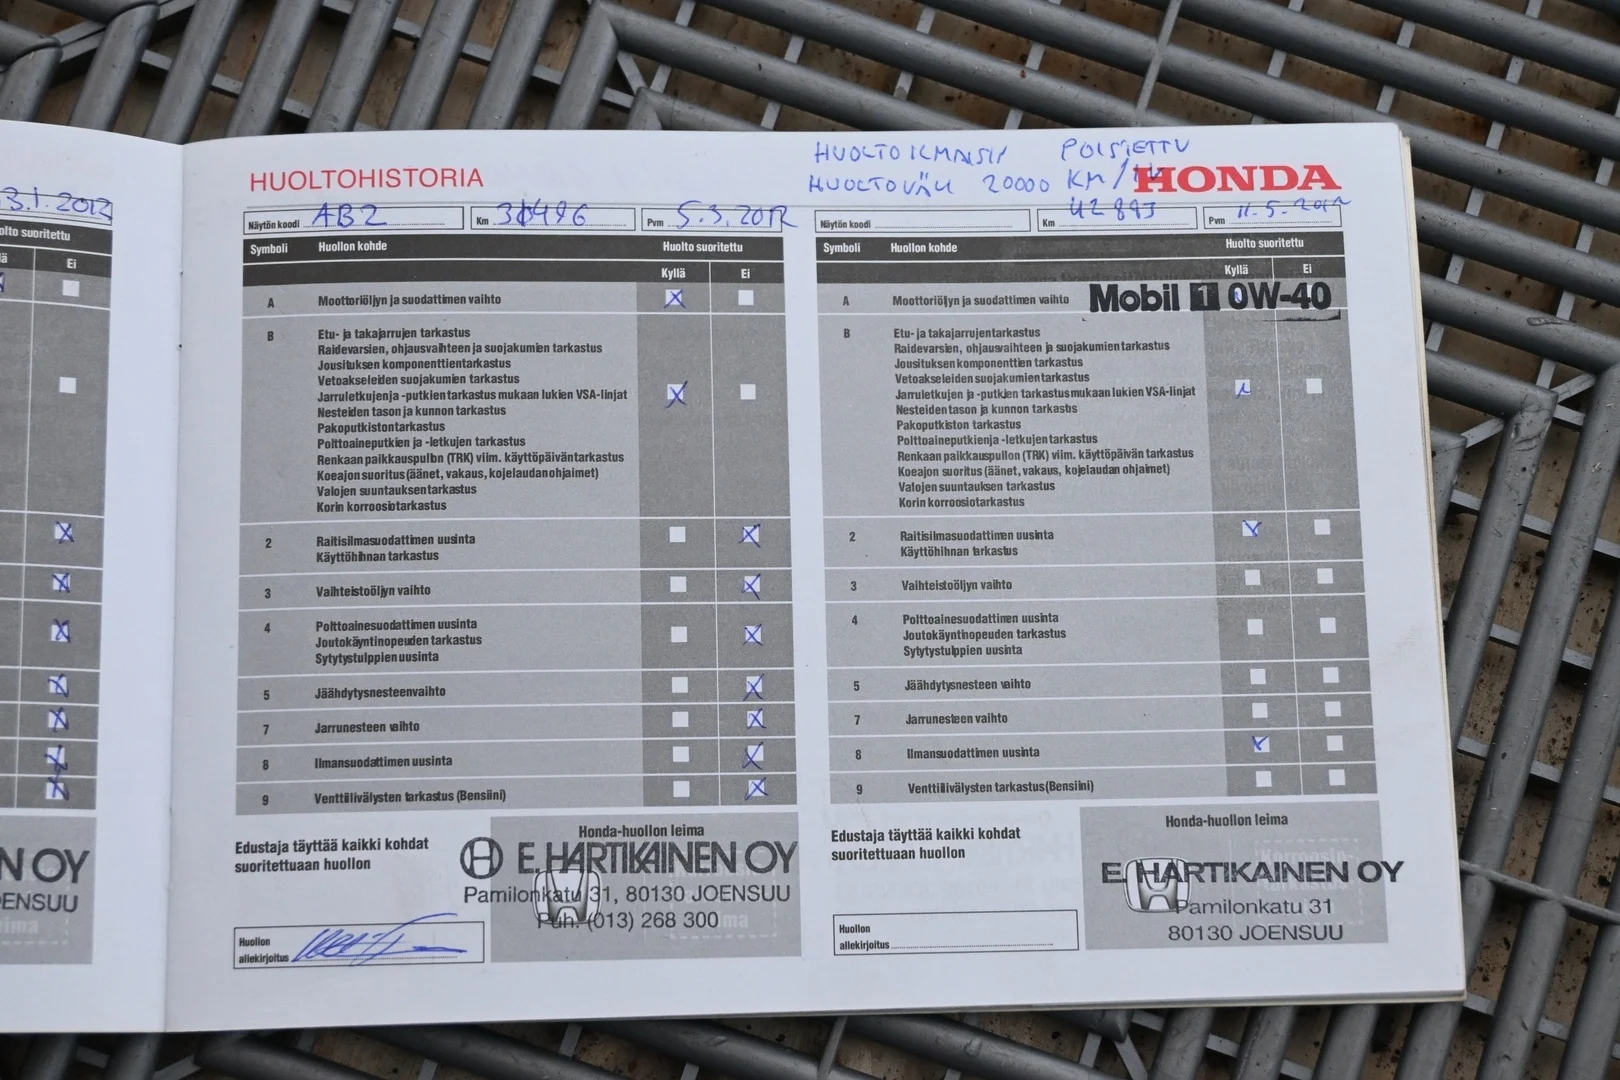 3.1.2012
olto suoritettu
Ei
N OY
ENSUU
HUOLTOHISTORIA
Näytön koodi AB2 Km 30496 Pvm 5.3.2012
Symboli Huollon kohde Huolto suoritettu
Kyllä Ei
A Moottoriöljyn ja suodattimen vaihto
B Etu- ja takajarrujen tarkastus
Raidevarsien, ohjausvaihteen ja suojakumien tarkastus
Jousituksen komponenttientarkastus
Vetoakseleiden suojakumien tarkastus
Jarruletkujenja -putkien tarkastus mukaan lukien VSA-linjat
Nesteiden tason ja kunnon tarkastus
Pakoputkistontarkastus
Polttoaineputkien ja -letkujen tarkastus
Renkaan paikkauspullon (TRK) viim. käyttöpäiväntarkastus
Koeajon suoritus (äänet, vakaus, kojelaudanohjaimet)
Valojen suuntauksentarkastus
Korin korroosiotarkastus
2 Raitisilmasuodattimen uusinta
Käyttöhihnan tarkastus
3 Vaihteistoöljyn vaihto
4 Polttoainesuodattimen uusinta
Joutokäyntinopeuden tarkastus
Sytytystulppien uusinta
5 Jäähdytysnesteenvaihto
7 Jarrunesteen vaihto
8 Ilmansuodattimen uusinta
9 Venttiilivälysten tarkastus (Bensiini)
Edustaja täyttää kaikki kohdat
suoritettuaan huollon
Honda-huollon leima
E. HARTIKAINEN OY
Pamilonkatu 31, 80130 JOENSUU
Puh. (013) 268 300
Huollon
allekirjoitus
HUOLTOILMAISIN POISTETTU
HUOLTOVÄLI 20000 KM/1V
HONDA
Näytön koodi Km 42893 Pvm 11.5.2012
Symboli Huollon kohde Huolto suoritettu
Kyllä Ei
A Moottoriöljyn ja suodattimen vaihto Mobil 1 0W-40
B Etu- ja takajarrujentarkastus
Raidevarsien, ohjausvaihteen ja suojakumien tarkastus
Jousituksen komponenttien tarkastus
Vetoakseleiden suojakumien tarkastus
Jarruletkujen ja -putkien tarkastus mukaan lukien VSA-linjat
Nesteiden tason ja kunnon tarkastus
Pakoputkiston tarkastus
Polttoaineputkienja -letkujen tarkastus
Renkaan paikkauspullon (TRK) viim. käyttöpäivän tarkastus
Koeajon suoritus (äänet, vakaus, kojelaudan ohjaimet)
Valojen suuntauksen tarkastus
Korin korroosiotarkastus
2 Raitisilmasuodattimen uusinta
Käyttöhihnan tarkastus
3 Vaihteistoöljyn vaihto
4 Polttoainesuodattimen uusinta
Joutokäyntinopeuden tarkastus
Sytytystulppien uusinta
5 Jäähdytysnesteen vaihto
7 Jarrunesteen vaihto
8 Ilmansuodattimen uusinta
9 Venttiilivälysten tarkastus (Bensiini)
Edustaja täyttää kaikki kohdat
suoritettuaan huollon
Honda-huollon leima
E. HARTIKAINEN OY
Pamilonkatu 31
80130 JOENSUU
Huollon
allekirjoitus